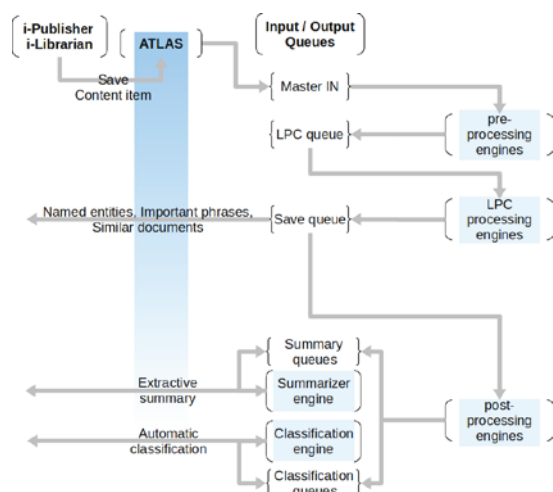 i-Publisher
i-Librarian
ATLAS
Input / Output
Queues
Save
Content item
Master IN
pre-
processing
engines
LPC queue
LPC
processing
engines
Named entities, Important phrases,
Similar documents
Save queue
Summary
queues
Extractive
summary
Summarizer
engine
post-
processing
engines
Automatic
classification
Classification
engine
Classification
queues